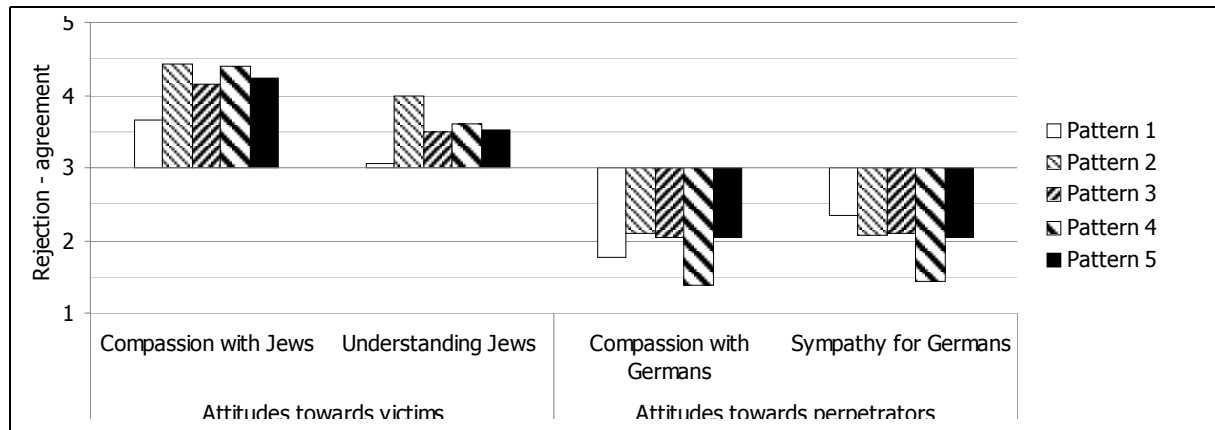 5
4
3
2
1
Rejection - agreement
Compassion with Jews
Understanding Jews
Compassion with
Germans
Sympathy for Germans
Attitudes towards victims
Attitudes towards perpetrators
Pattern 1
Pattern 2
Pattern 3
Pattern 4
Pattern 5